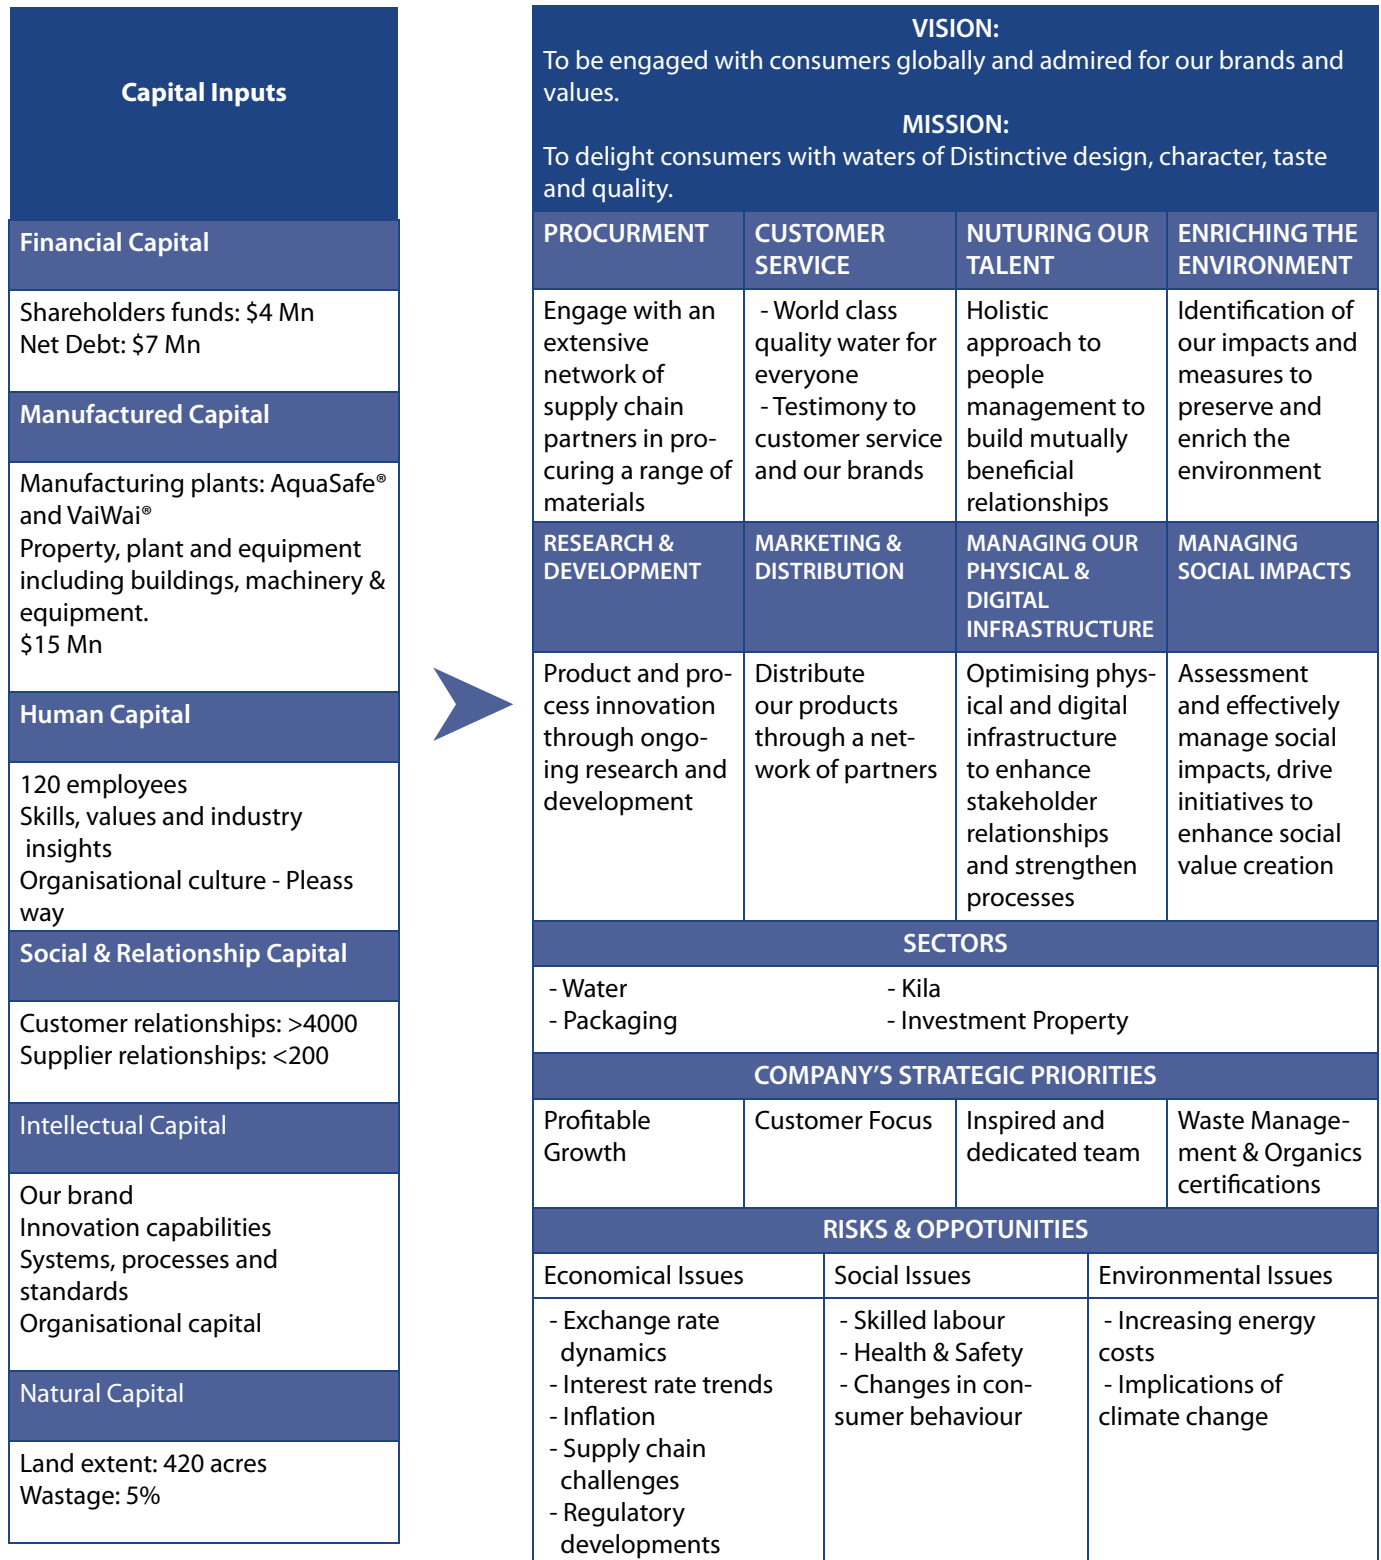 Capital Inputs
Financial Capital
Shareholders funds: $4 Mn
Net Debt: $7 Mn
Manufactured Capital
Manufacturing plants: AquaSafe®
and VaiWai®
Property, plant and equipment
including buildings, machinery &
equipment.
$15 Mn
Human Capital
120 employees
Skills, values and industry
insights
Organisational culture - Pleass
way
Social & Relationship Capital
Customer relationships: >4000
Supplier relationships: <200
Intellectual Capital
Our brand
Innovation capabilities
Systems, processes and
standards
Organisational capital
Natural Capital
Land extent: 420 acres
Wastage: 5%
VISION:
To be engaged with consumers globally and admired for our brands and
values.
MISSION:
To delight consumers with waters of Distinctive design, character, taste
and quality.
PROCURMENT
Engage with an
extensive
network of
supply chain
partners in pro-
curing a range of
materials
CUSTOMER
SERVICE
- World class
quality water for
everyone
- Testimony to
customer service
and our brands
NUTURING OUR
TALENT
Holistic
approach to
people
management to
build mutually
beneficial
relationships
ENRICHING THE
ENVIRONMENT
Identification of
our impacts and
measures to
preserve and
enrich the
environment
RESEARCH &
DEVELOPMENT
Product and pro-
cess innovation
through ongo-
ing research and
development
MARKETING &
DISTRIBUTION
Distribute
our products
through a net-
work of partners
MANAGING OUR
PHYSICAL &
DIGITAL
INFRASTRUCTURE
Optimising phys-
ical and digital
infrastructure
to enhance
stakeholder
relationships
and strengthen
processes
MANAGING
SOCIAL IMPACTS
Assessment
and effectively
manage social
impacts, drive
initiatives to
enhance social
value creation
SECTORS
- Water
- Packaging
- Kila
- Investment Property
COMPANY'S STRATEGIC PRIORITIES
Profitable
Growth
Customer Focus
Inspired and
dedicated team
Waste Manage-
ment & Organics
certifications
RISKS & OPPOTUNITIES
Economical Issues
- Exchange rate
dynamics
- Interest rate trends
- Inflation
- Supply chain
challenges
- Regulatory
developments
Social Issues
- Skilled labour
- Health & Safety
- Changes in con-
sumer behaviour
Environmental Issues
- Increasing energy
costs
- Implications of
climate change